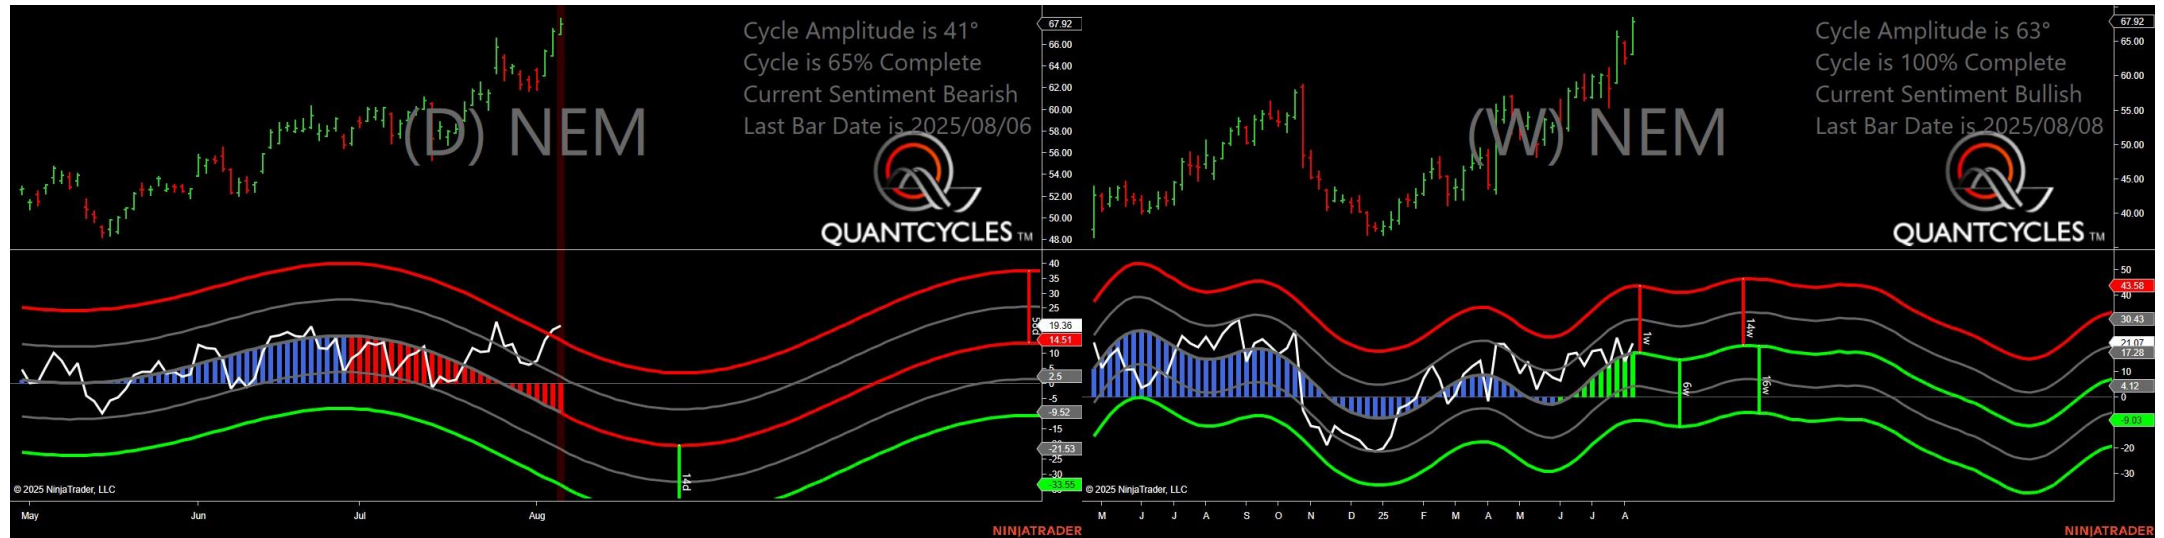 Cycle Amplitude is 41°
Cycle is 65% Complete
Current Sentiment Bearish
Last Bar Date is 2025/08/06
(D) NEM
QUANTCYCLES TM
67.92
66.00
64.00
62.00
60.00
58.00
56.00
54.00
52.00
50.00
48.00
40
35
30
25
19.36
14.51
10
2.5
-5
-9.52
-15
-21.53
-25
-30
-33.55
14d
© 2025 NinjaTrader, LLC
May Jun Jul Aug
NINJATRADER
Cycle Amplitude is 63°
Cycle is 100% Complete
Current Sentiment Bullish
Last Bar Date is 2025/08/08
(W) NEM
QUANTCYCLES TM
67.92
65.00
60.00
55.00
50.00
45.00
40.00
50
43.58
40
30.43
21.07
17.28
10
4.12
0
-9.03
-20
-30
1w
14w
6w
16w
© 2025 NinjaTrader, LLC
M J J A S O N D 25 F M A M J J A
NINJATRADER